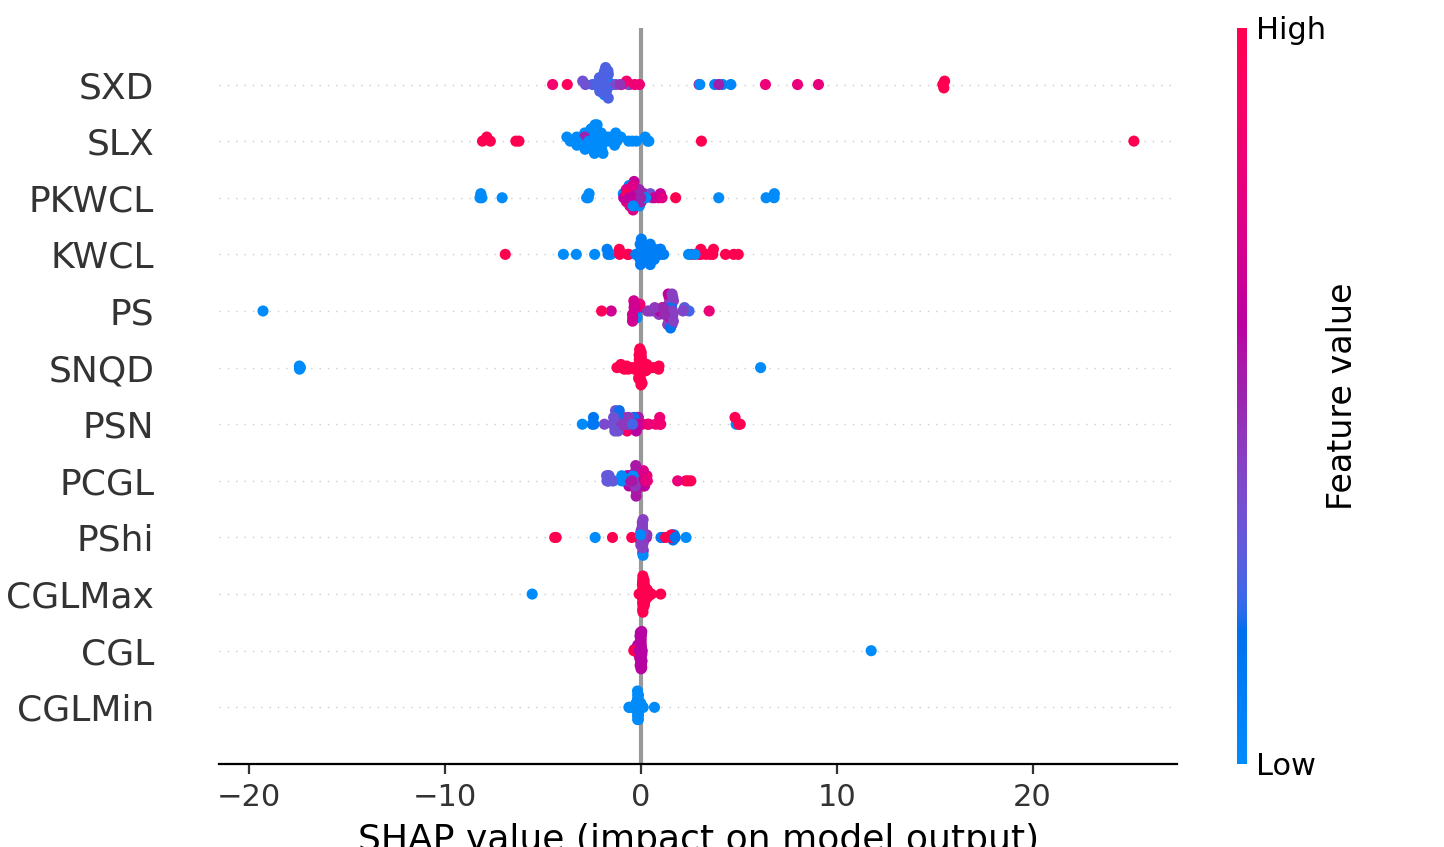 High
SXD
SLX
PKWCL
KWCL
PS
SNQD
PSN
PCGL
PShi
CGLMax
CGL
CGLMin
Feature value
Low
−20 −10 0 10 20
SHAP value (impact on model output)